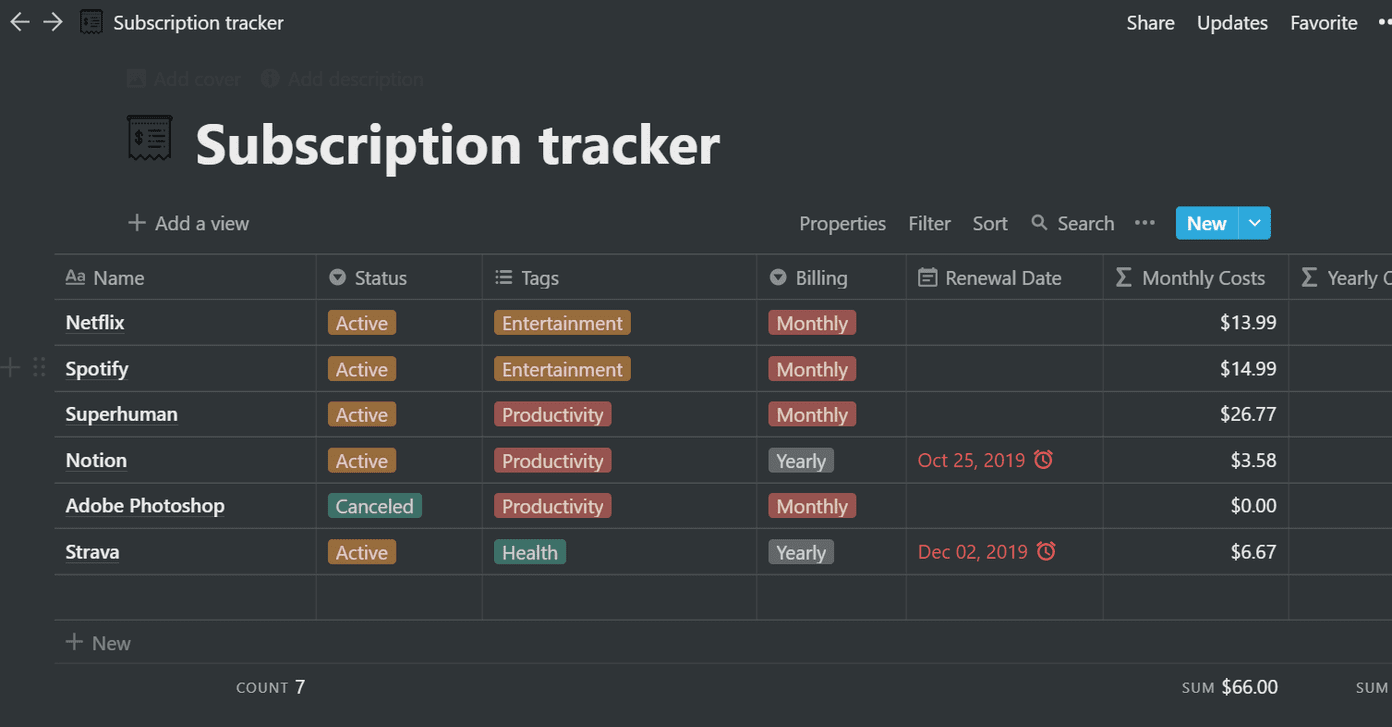 Subscription tracker Share Updates Favorite
Add cover Add description
Subscription tracker
Add a view Properties Filter Sort Search New
Aa Name Status Tags Billing Renewal Date Σ Monthly Costs Σ Yearly C
Netflix Active Entertainment Monthly $13.99
Spotify Active Entertainment Monthly $14.99
Superhuman Active Productivity Monthly $26.77
Notion Active Productivity Yearly Oct 25, 2019 $3.58
Adobe Photoshop Canceled Productivity Monthly $0.00
Strava Active Health Yearly Dec 02, 2019 $6.67
New
COUNT 7 SUM $66.00 SUM